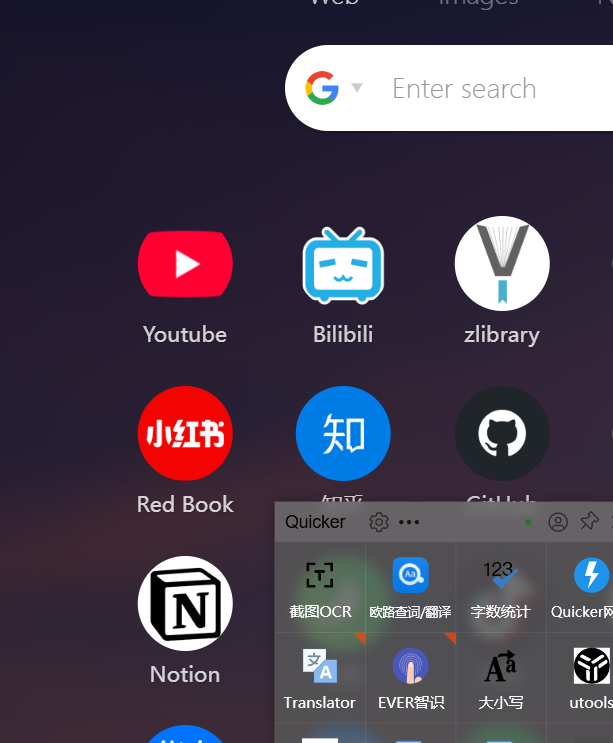 Web Images
Enter search
Youtube Bilibili zlibrary
小红书 知
Red Book 知乎 GitHub
Quicker
截图OCR 欧路查词/翻译 123 字数统计 Quicker网
N
Notion
文 A Aa
Translator EVER智识 大小写 utools